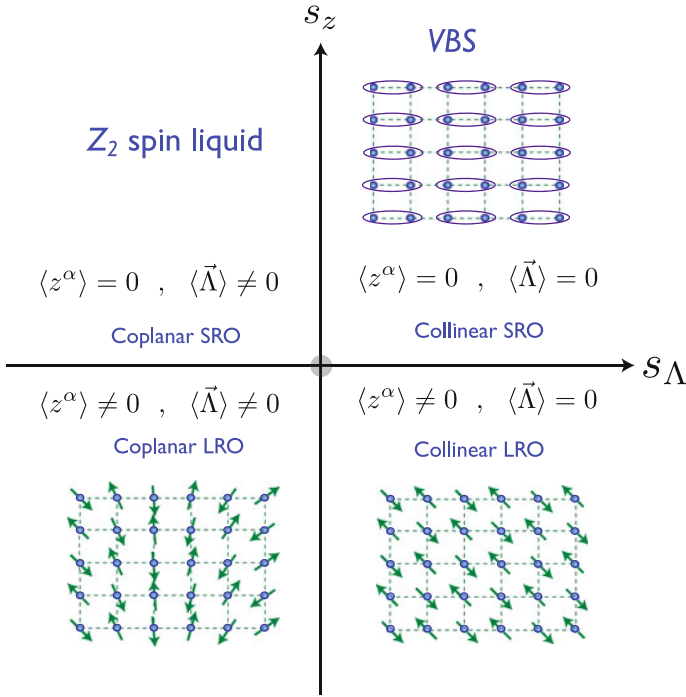 s_z
VBS
Z_2 spin liquid
⟨z^α⟩ = 0 , ⟨Λ⃗⟩ ≠ 0
⟨z^α⟩ = 0 , ⟨Λ⃗⟩ = 0
Coplanar SRO
Collinear SRO
s_Λ
⟨z^α⟩ ≠ 0 , ⟨Λ⃗⟩ ≠ 0
⟨z^α⟩ ≠ 0 , ⟨Λ⃗⟩ = 0
Coplanar LRO
Collinear LRO